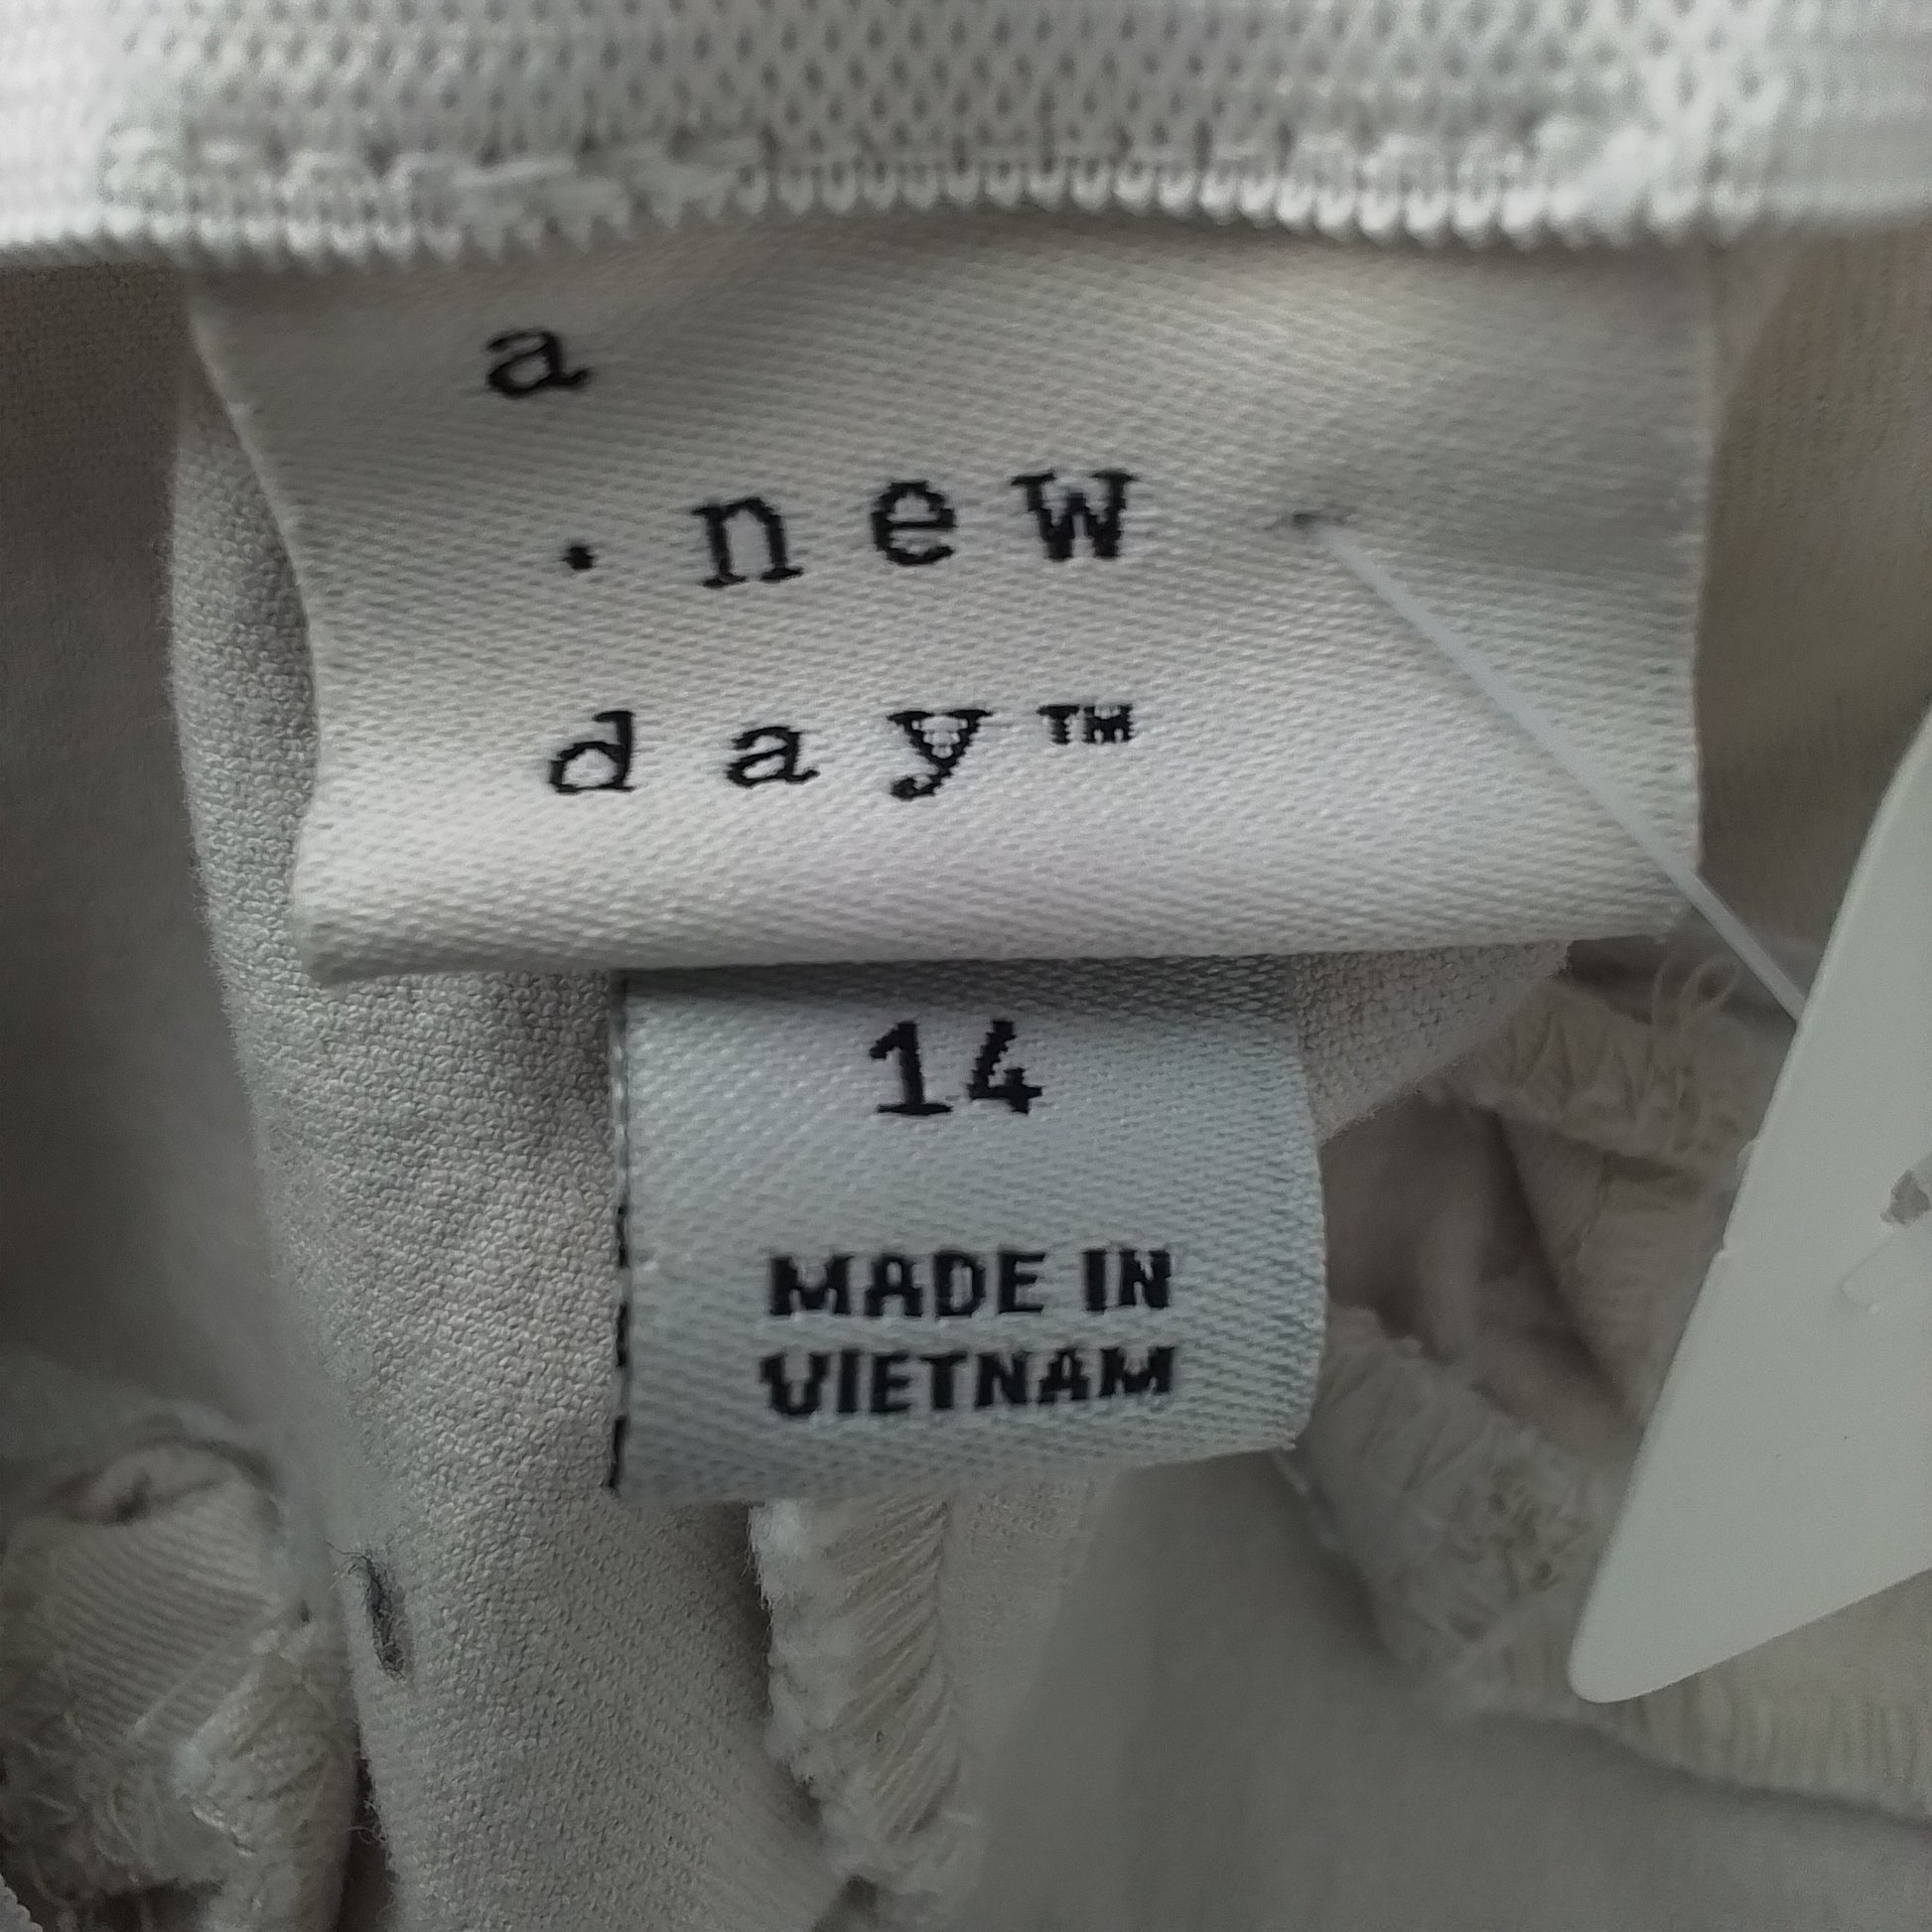 a
· new
day™
14
MADE IN
VIETNAM